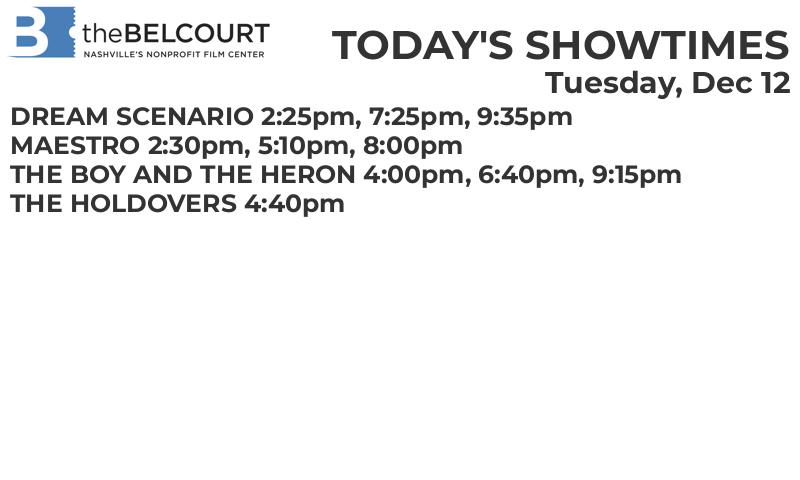 B theBELCOURT
NASHVILLE'S NONPROFIT FILM CENTER
TODAY'S SHOWTIMES
Tuesday, Dec 12
DREAM SCENARIO 2:25pm, 7:25pm, 9:35pm
MAESTRO 2:30pm, 5:10pm, 8:00pm
THE BOY AND THE HERON 4:00pm, 6:40pm, 9:15pm
THE HOLDOVERS 4:40pm